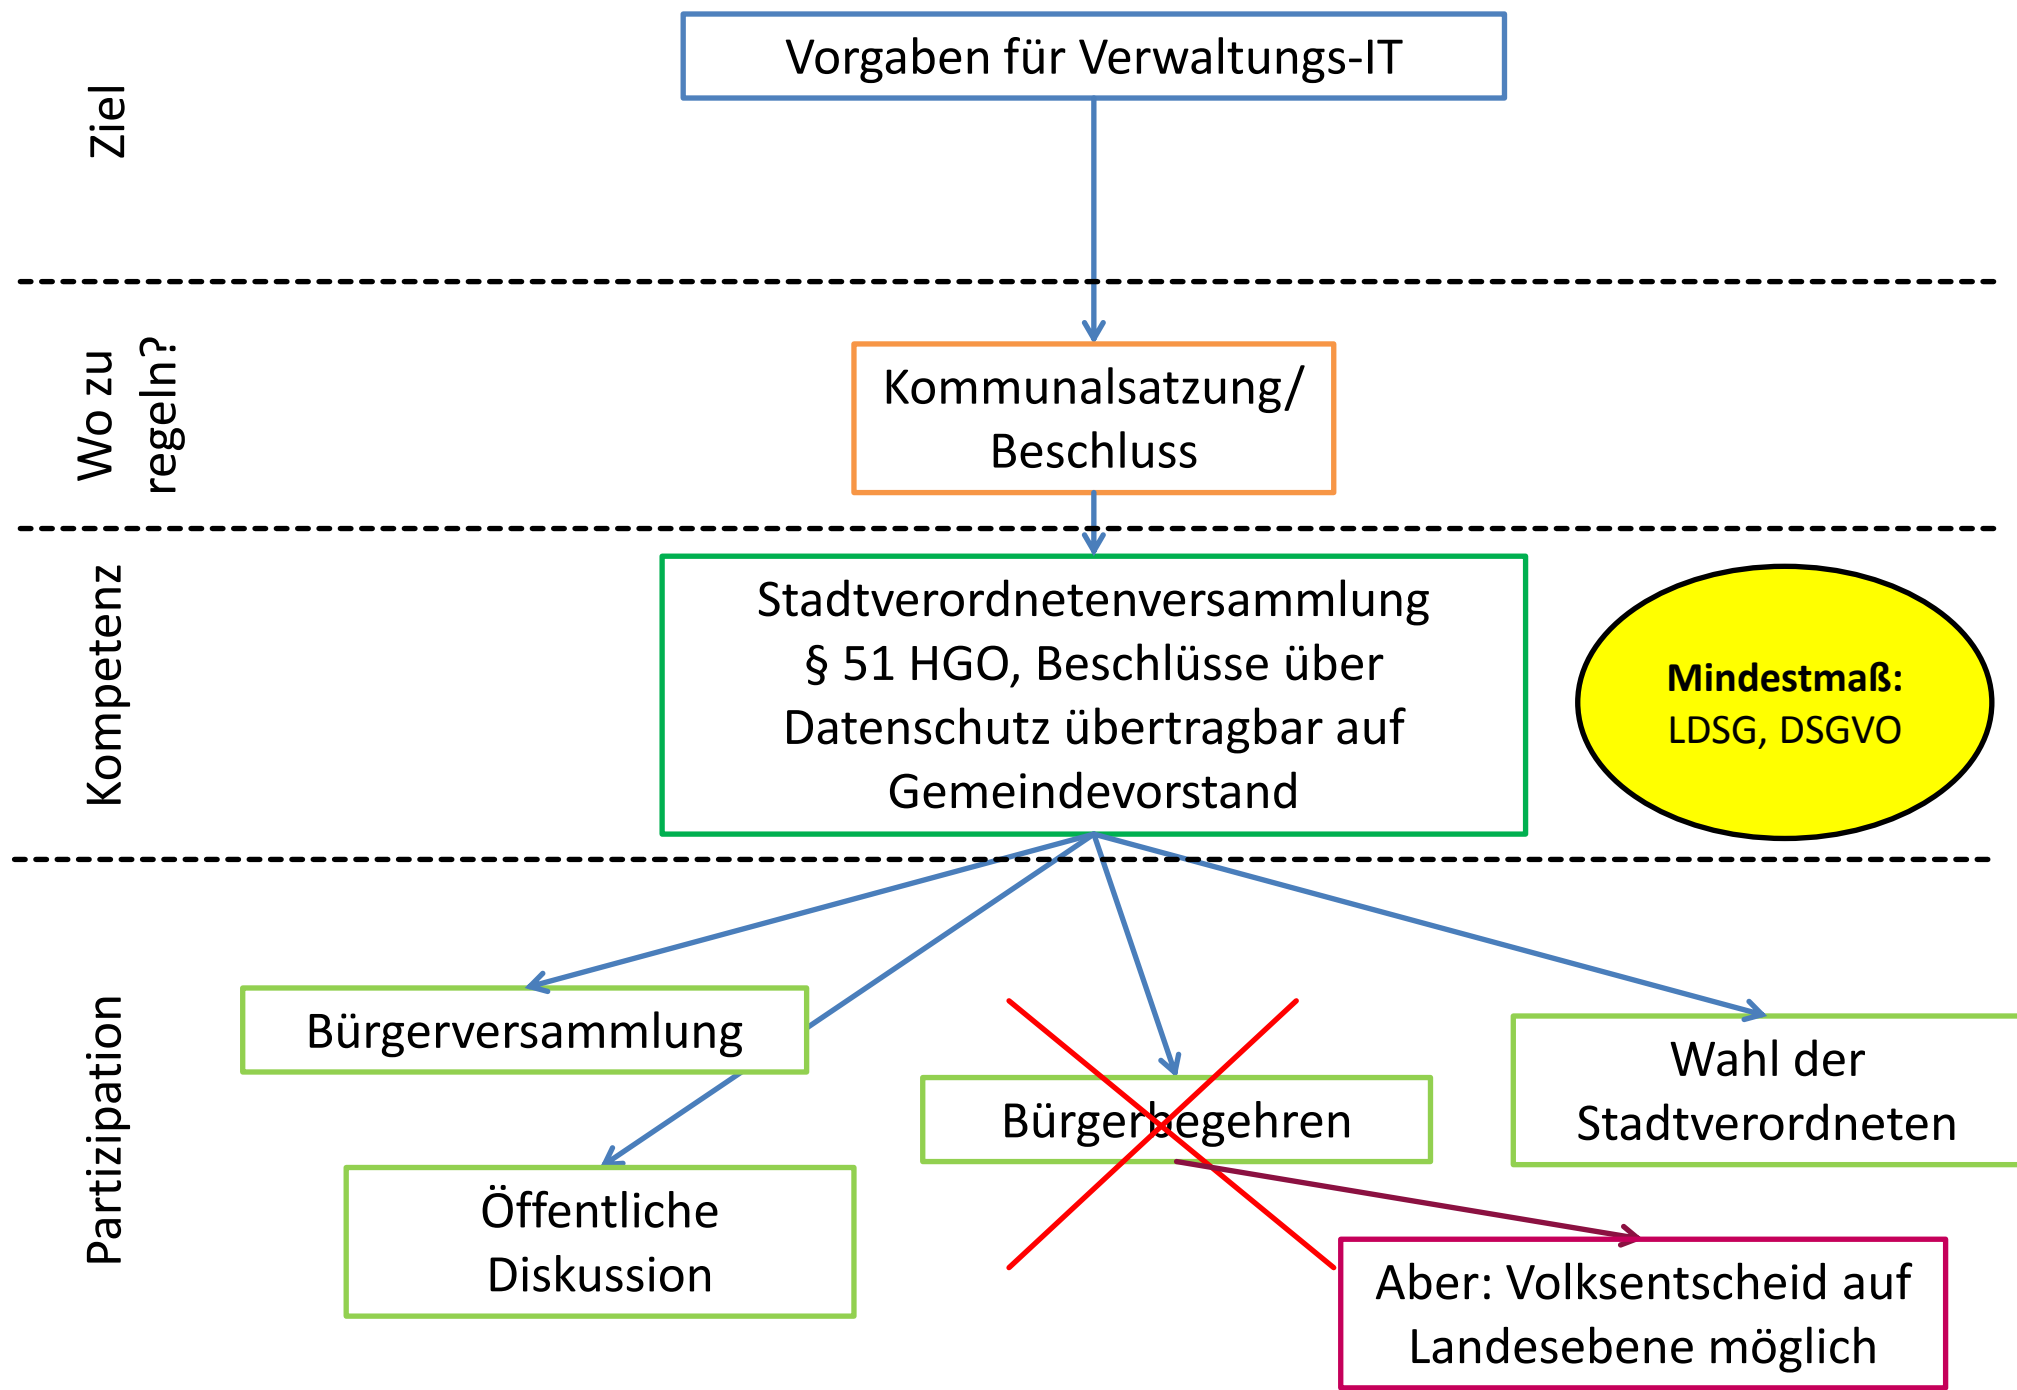 Ziel
Vorgaben für Verwaltungs-IT
Wo zu
regeln?
Kommunalsatzung/
Beschluss
Kompetenz
Stadtverordnetenversammlung
§ 51 HGO, Beschlüsse über
Datenschutz übertragbar auf
Gemeindevorstand
Mindestmaß:
LDSG, DSGVO
Partizipation
Bürgerversammlung
Öffentliche
Diskussion
Bürgerbegehren
Wahl der
Stadtverordneten
Aber: Volksentscheid auf
Landesebene möglich